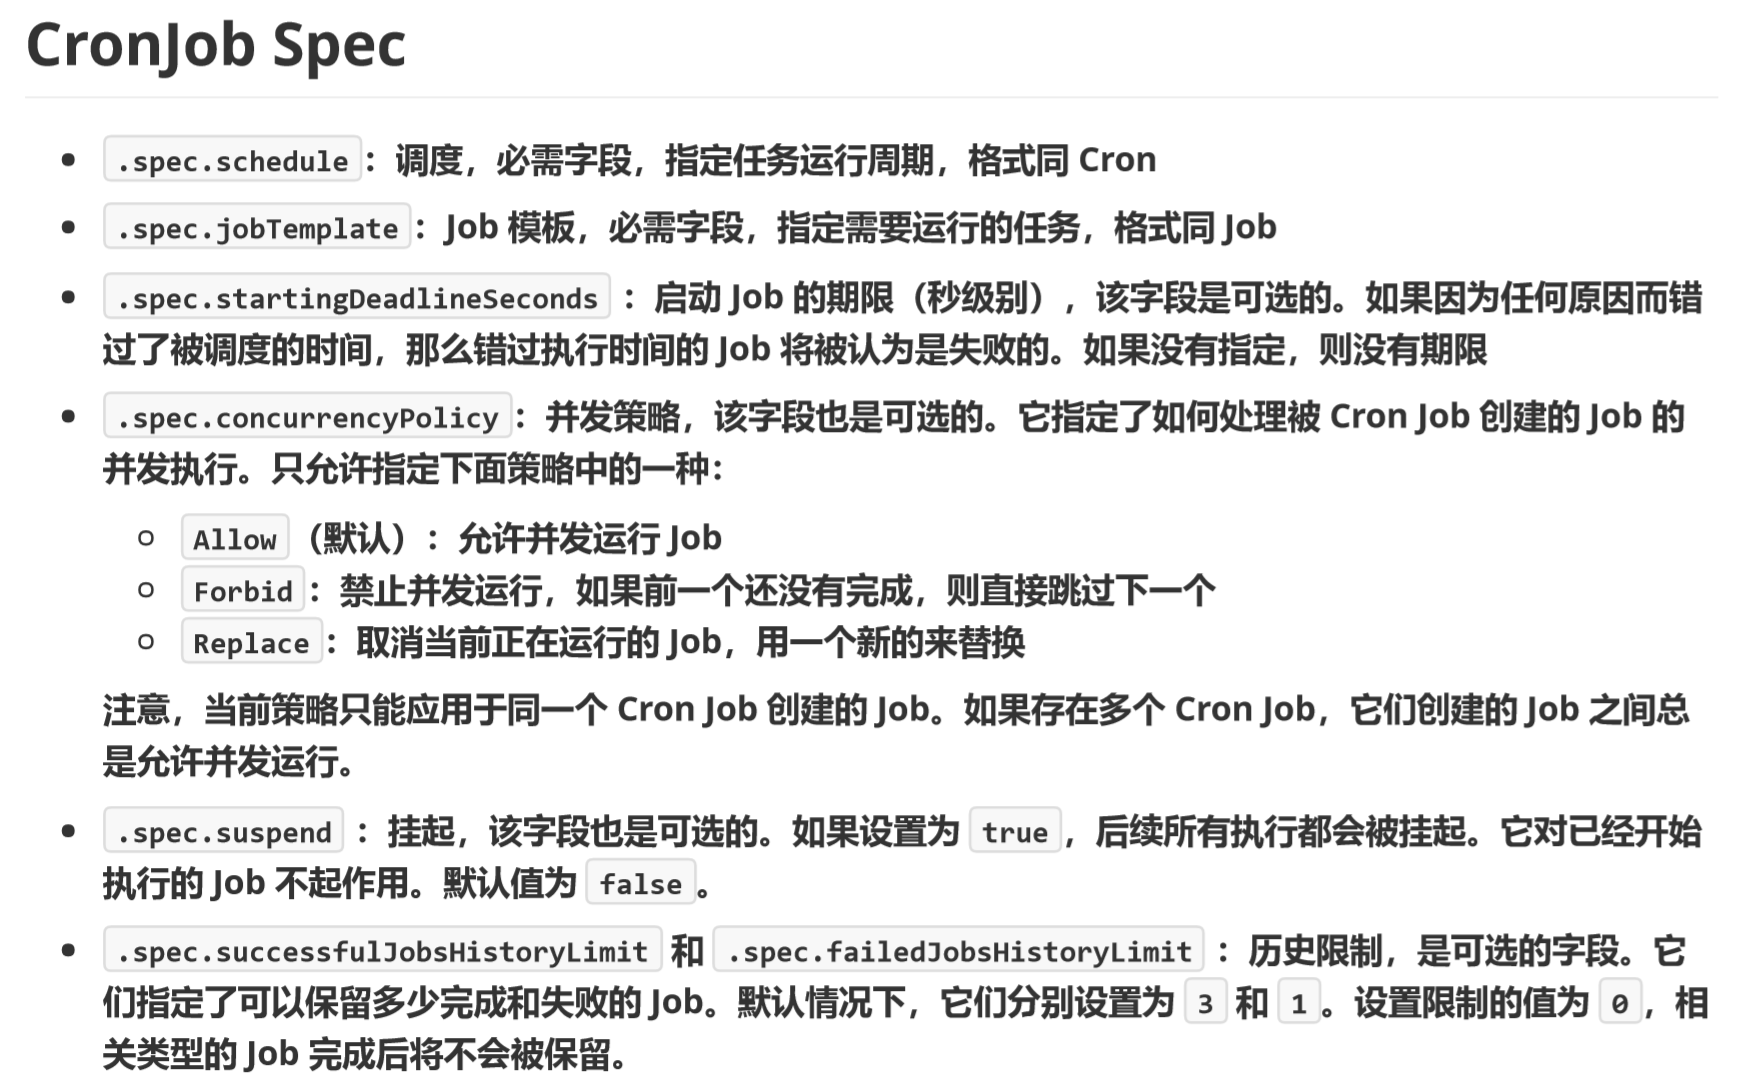 CronJob Spec
.spec.schedule：调度，必需字段，指定任务运行周期，格式同 Cron
.spec.jobTemplate：Job 模板，必需字段，指定需要运行的任务，格式同 Job
.spec.startingDeadlineSeconds ：启动 Job 的期限（秒级别），该字段是可选的。如果因为任何原因而错
过了被调度的时间，那么错过执行时间的 Job 将被认为是失败的。如果没有指定，则没有期限
.spec.concurrencyPolicy：并发策略，该字段也是可选的。它指定了如何处理被 Cron Job 创建的 Job 的
并发执行。只允许指定下面策略中的一种：
Allow（默认）：允许并发运行 Job
Forbid：禁止并发运行，如果前一个还没有完成，则直接跳过下一个
Replace：取消当前正在运行的 Job，用一个新的来替换
注意，当前策略只能应用于同一个 Cron Job 创建的 Job。如果存在多个 Cron Job，它们创建的 Job 之间总
是允许并发运行。
.spec.suspend ：挂起，该字段也是可选的。如果设置为 true，后续所有执行都会被挂起。它对已经开始
执行的 Job 不起作用。默认值为 false。
.spec.successfulJobsHistoryLimit 和 .spec.failedJobsHistoryLimit ：历史限制，是可选的字段。它
们指定了可以保留多少完成和失败的 Job。默认情况下，它们分别设置为 3 和 1。设置限制的值为 0，相
关类型的 Job 完成后将不会被保留。